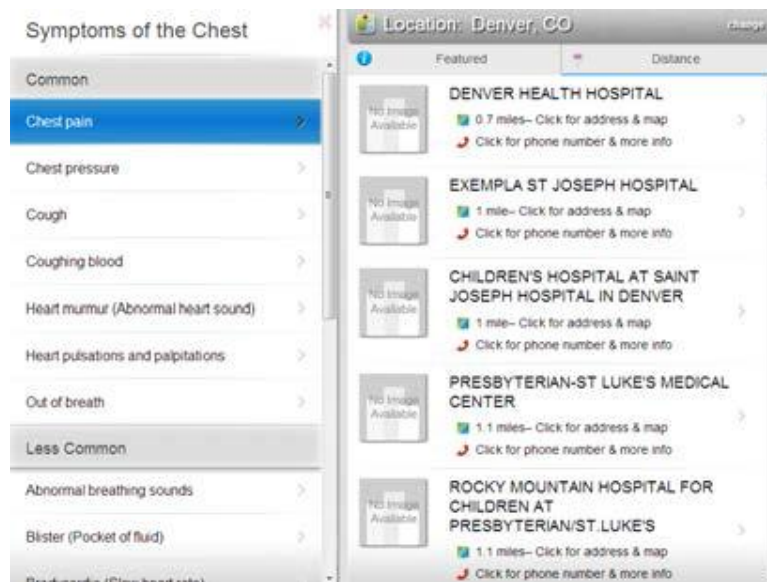 Symptoms of the Chest
Common
Chest pain
Chest pressure
Cough
Coughing blood
Heart murmur (Abnormal heart sound)
Heart pulsations and palpitations
Out of breath
Less Common
Abnormal breathing sounds
Blister (Pocket of fluid)
Bradycardia (Slow heart rate)
Location: Denver, CO
change
Featured
Distance
No Image
Available
DENVER HEALTH HOSPITAL
0.7 miles– Click for address & map
Click for phone number & more info
No Image
Available
EXEMPLA ST JOSEPH HOSPITAL
1 mile– Click for address & map
Click for phone number & more info
No Image
Available
CHILDREN'S HOSPITAL AT SAINT
JOSEPH HOSPITAL IN DENVER
1 mile– Click for address & map
Click for phone number & more info
No Image
Available
PRESBYTERIAN-ST LUKE'S MEDICAL
CENTER
1.1 miles– Click for address & map
Click for phone number & more info
No Image
Available
ROCKY MOUNTAIN HOSPITAL FOR
CHILDREN AT
PRESBYTERIAN/ST.LUKE'S
1.1 miles– Click for address & map
Click for phone number & more info